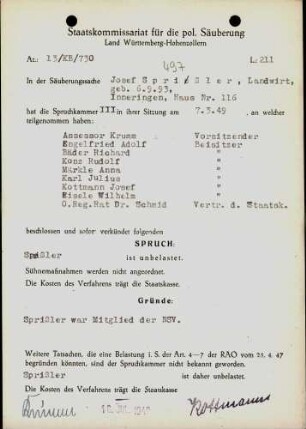 Staatskommissariat für die pol. Säuberung
Land Württemberg-Hohenzollern
Az.: 13/KB/730 L: 211
497
In der Säuberungssache Josef Sprißler, Landwirt,
geb. 6.9.93,
Inneringen, Haus Nr. 116
hat die Spruchkammer III in ihrer Sitzung am 7.3.49, an welcher
teilgenommen haben:
Assessor Krumm Vorsitzender
Engelfried Adolf Beisitzer
Bäder Richard "
Konz Rudolf "
Märkle Anna "
Karl Julius "
Kottmann Josef "
Eisele Wilhelm "
O.Reg.Rat Dr. Schmid Vertr. d. Staatsk.
beschlossen und sofort verkündet folgenden
SPRUCH:
Sprißler ist unbelastet.
Sühnemaßnahmen werden nicht angeordnet.
Die Kosten des Verfahrens trägt die Staatskasse.
Gründe:
Sprißler war Mitglied der NSV.
Weitere Tatsachen, die eine Belastung i. S. der Art. 4-7 der RAO vom 25. 4. 47
begründen könnten, sind der Spruchkammer nicht bekannt geworden.
Sprißler ist daher unbelastet.
Die Kosten des Verfahrens trägt die Staatskasse
Krumm Kottmann